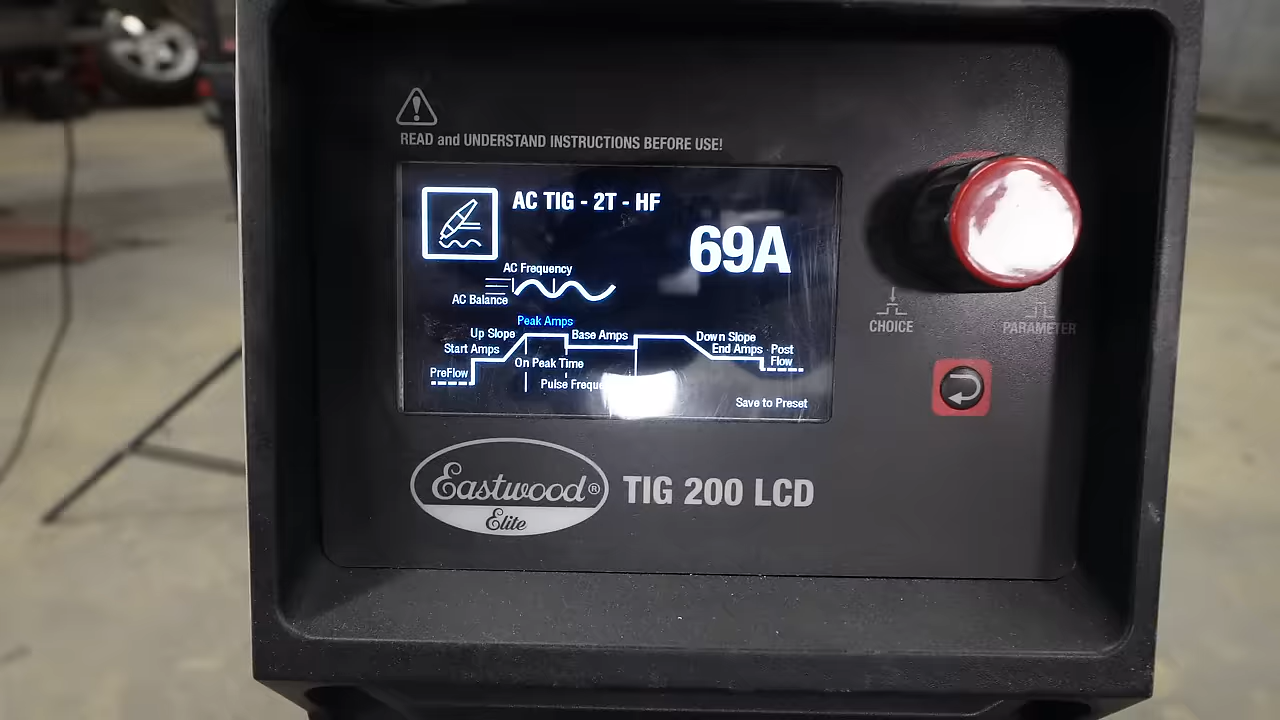 READ and UNDERSTAND INSTRUCTIONS BEFORE USE!
AC TIG - 2T - HF
69A
AC Frequency
AC Balance
Peak Amps
Up Slope
Base Amps
Down Slope
Start Amps
End Amps
Post Flow
On Peak Time
PreFlow
Pulse
Save to Preset
CHOICE
PARAMETER
Eastwood®
Elite
TIG 200 LCD